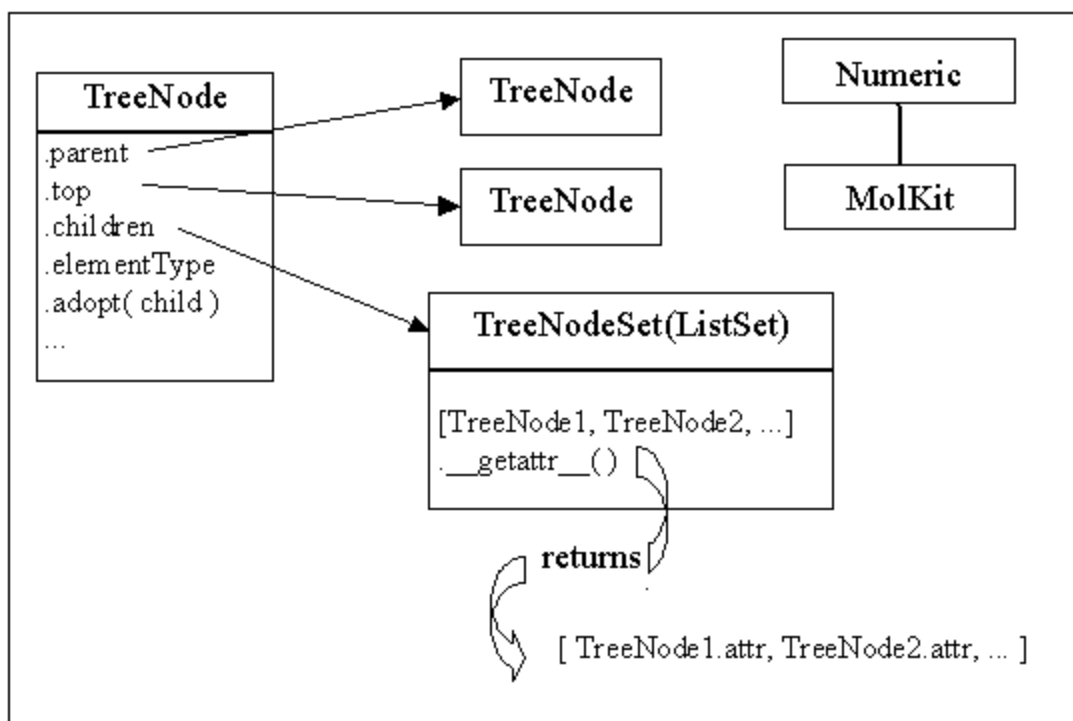 TreeNode
.parent
.top
.children
.elementType
.adopt( child )
...
TreeNode
TreeNode
Numeric
MolKit
TreeNodeSet(ListSet)
[TreeNode1, TreeNode2, ...]
.__getattr__()
returns
[ TreeNode1.attr, TreeNode2.attr, ... ]